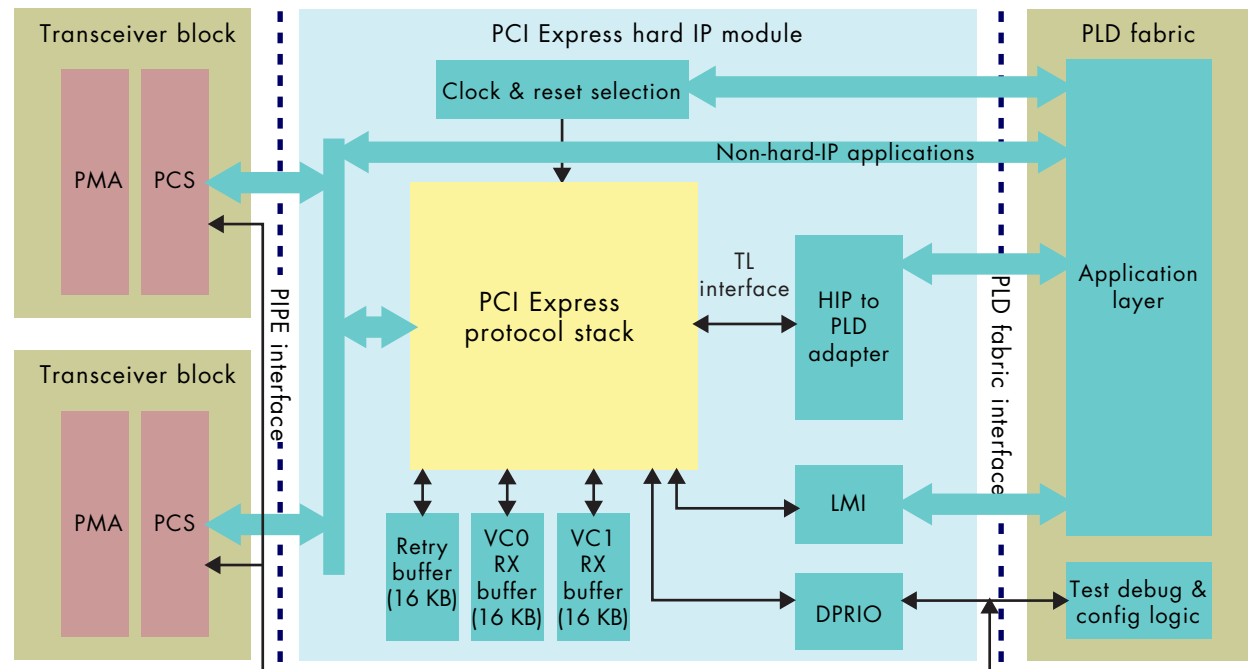 Transceiver block
PMA
PCS
Transceiver block
PMA
PCS
PIPE interface
PCI Express hard IP module
Clock & reset selection
Non-hard-IP applications
PCI Express
protocol stack
TL
interface
HIP to
PLD
adapter
LMI
DPRIO
Retry
buffer
(16 KB)
VC0
RX
buffer
(16 KB)
VC1
RX
buffer
(16 KB)
PLD fabric interface
PLD fabric
Application
layer
Test debug &
config logic